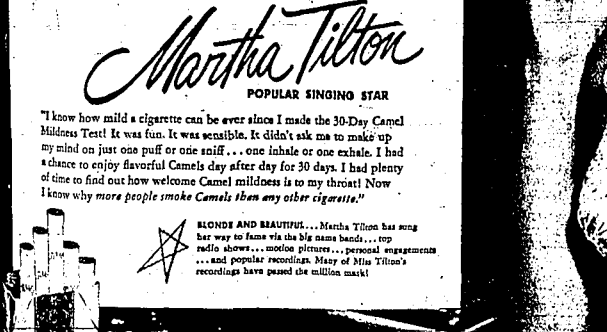 Martha Tilton
POPULAR SINGING STAR
"I know how mild a cigarette can be ever since I made the 30-Day Camel
Mildness Test! It was fun. It was sensible. It didn't ask me to make up
my mind on just one puff or one sniff... one inhale or one exhale. I had
a chance to enjoy flavorful Camels day after day for 30 days. I had plenty
of time to find out how welcome Camel mildness is to my throat! Now
I know why more people smoke Camels than any other cigarette."
BLONDE AND BEAUTIFUL... Martha Tilton has sung
her way to fame via the big name bands... top
radio shows... motion pictures... personal engagements
... and popular recordings. Many of Miss Tilton's
recordings have passed the million mark!